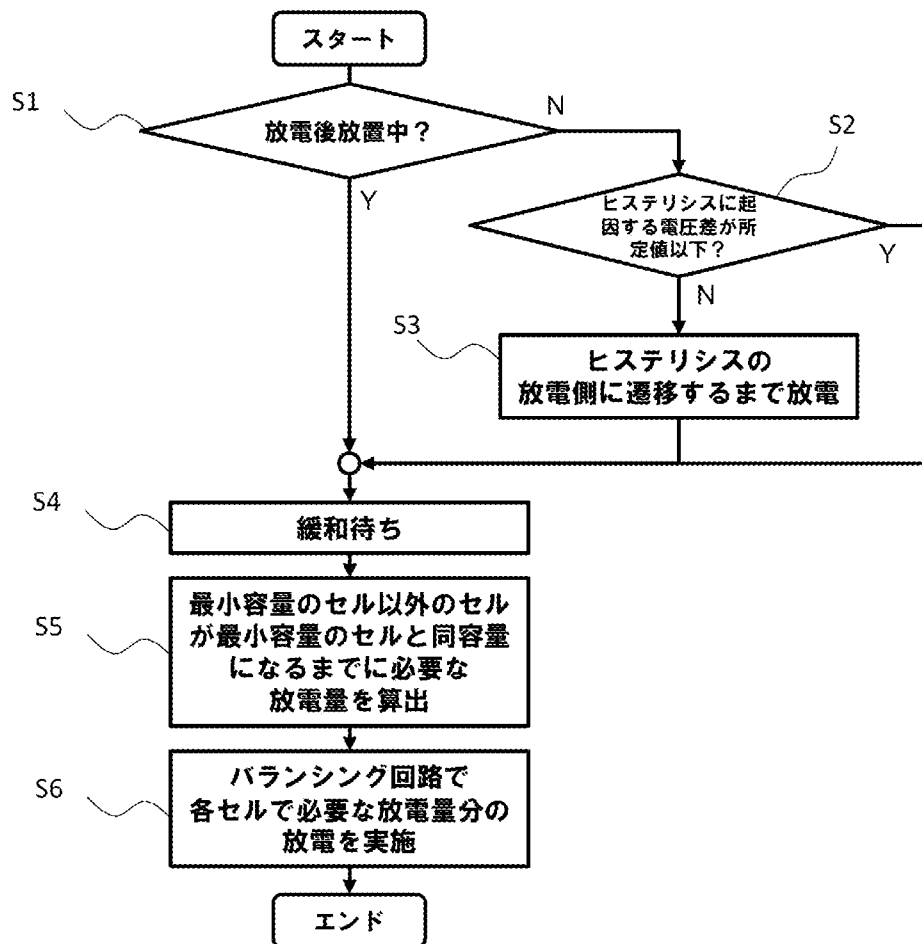 スタート
S1
放電後放置中？
N
Y
S2
ヒステリシスに起
因する電圧差が所
定値以下？
Y
N
S3
ヒステリシスの
放電側に遷移するまで放電
S4
緩和待ち
S5
最小容量のセル以外のセル
が最小容量のセルと同容量
になるまでに必要な
放電量を算出
S6
バランシング回路で
各セルで必要な放電量分の
放電を実施
エンド